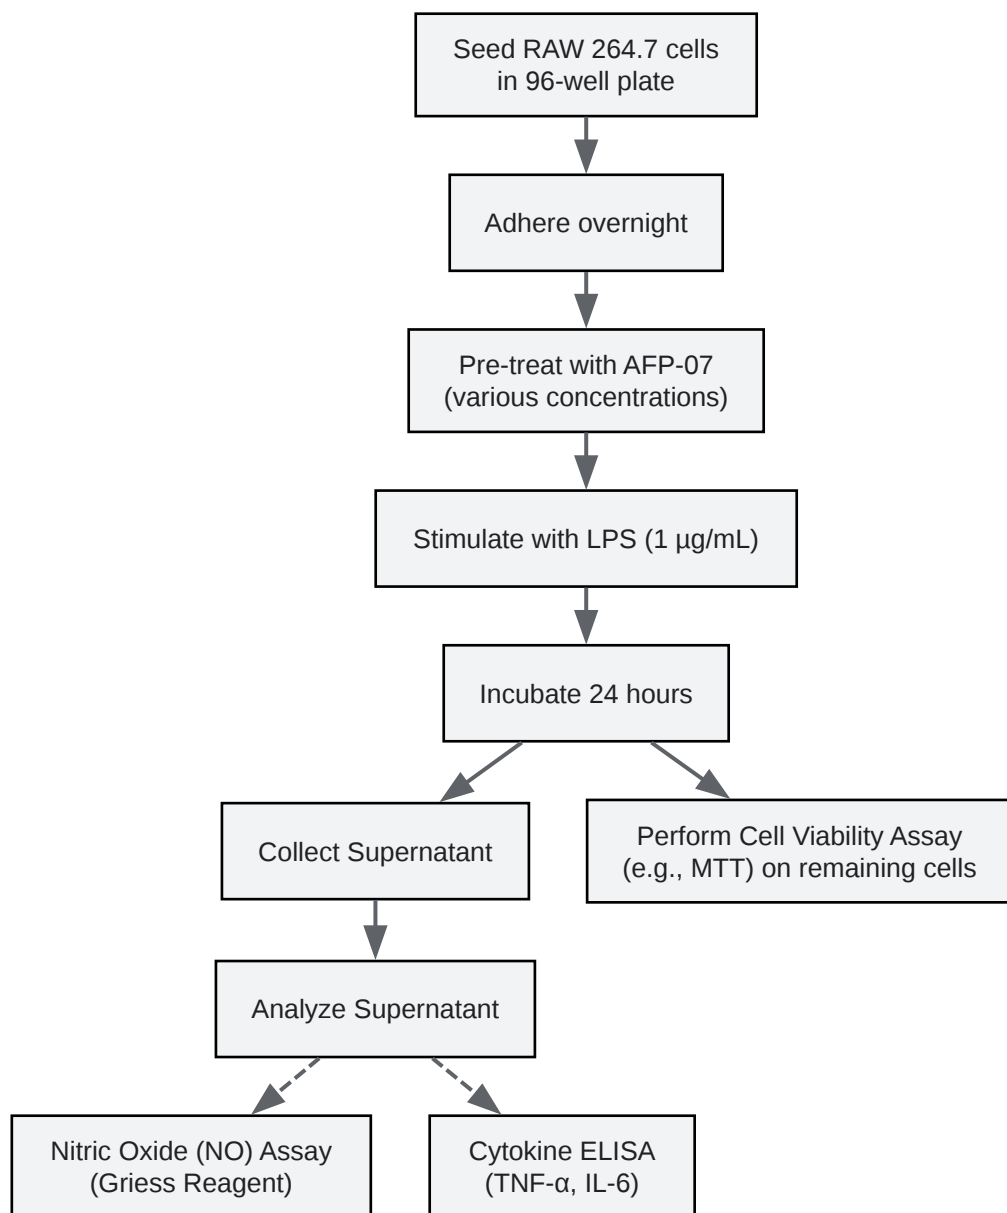 Seed RAW 264.7 cells
in 96-well plate
Adhere overnight
Pre-treat with AFP-07
(various concentrations)
Stimulate with LPS (1 µg/mL)
Incubate 24 hours
Collect Supernatant
Perform Cell Viability Assay
(e.g., MTT) on remaining cells
Analyze Supernatant
Nitric Oxide (NO) Assay
(Griess Reagent)
Cytokine ELISA
(TNF-α, IL-6)